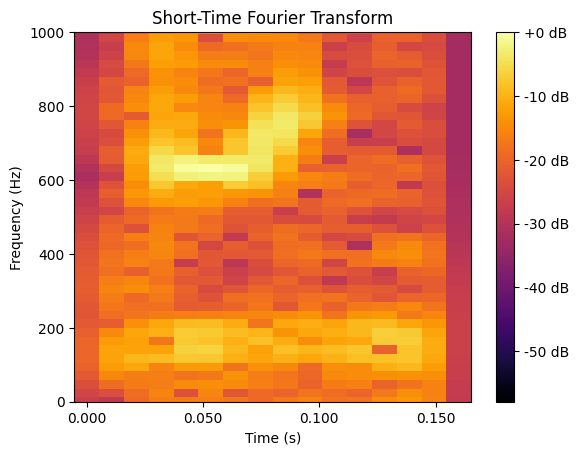 Short-Time Fourier Transform
1000
800
600
400
200
0
Frequency (Hz)
0.000
0.050
0.100
0.150
Time (s)
+0 dB
-10 dB
-20 dB
-30 dB
-40 dB
-50 dB